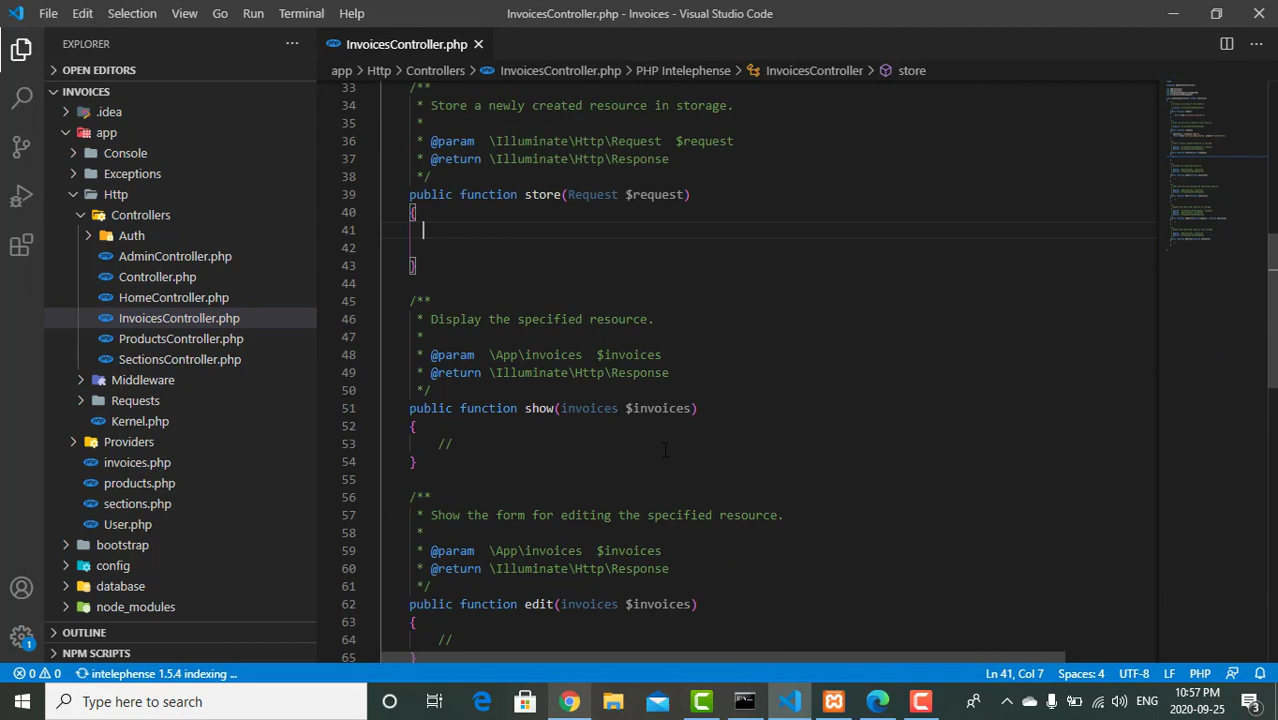 File Edit Selection View Go Run Terminal Help InvoicesController.php - Invoices - Visual Studio Code
EXPLORER
OPEN EDITORS
INVOICES
.idea
app
Console
Exceptions
Http
Controllers
Auth
AdminController.php
Controller.php
HomeController.php
InvoicesController.php
ProductsController.php
SectionsController.php
Middleware
Requests
Kernel.php
Providers
invoices.php
products.php
sections.php
User.php
bootstrap
config
database
node_modules
OUTLINE
NPM SCRIPTS
InvoicesController.php
app > Http > Controllers > InvoicesController.php > PHP Intelephense > InvoicesController > store
33 /**
34 * Store a newly created resource in storage.
35 *
36 * @param \Illuminate\Http\Request $request
37 * @return \Illuminate\Http\Response
38 */
39 public function store(Request $request)
40 {
41
42
43 }
44
45 /**
46 * Display the specified resource.
47 *
48 * @param \App\invoices $invoices
49 * @return \Illuminate\Http\Response
50 */
51 public function show(invoices $invoices)
52 {
53 //
54 }
55
56 /**
57 * Show the form for editing the specified resource.
58 *
59 * @param \App\invoices $invoices
60 * @return \Illuminate\Http\Response
61 */
62 public function edit(invoices $invoices)
63 {
64 //
65 }
1
0 0 intelephense 1.5.4 indexing ... Ln 41, Col 7 Spaces: 4 UTF-8 LF PHP
Type here to search
ENG
10:57 PM
2020-09-25
3